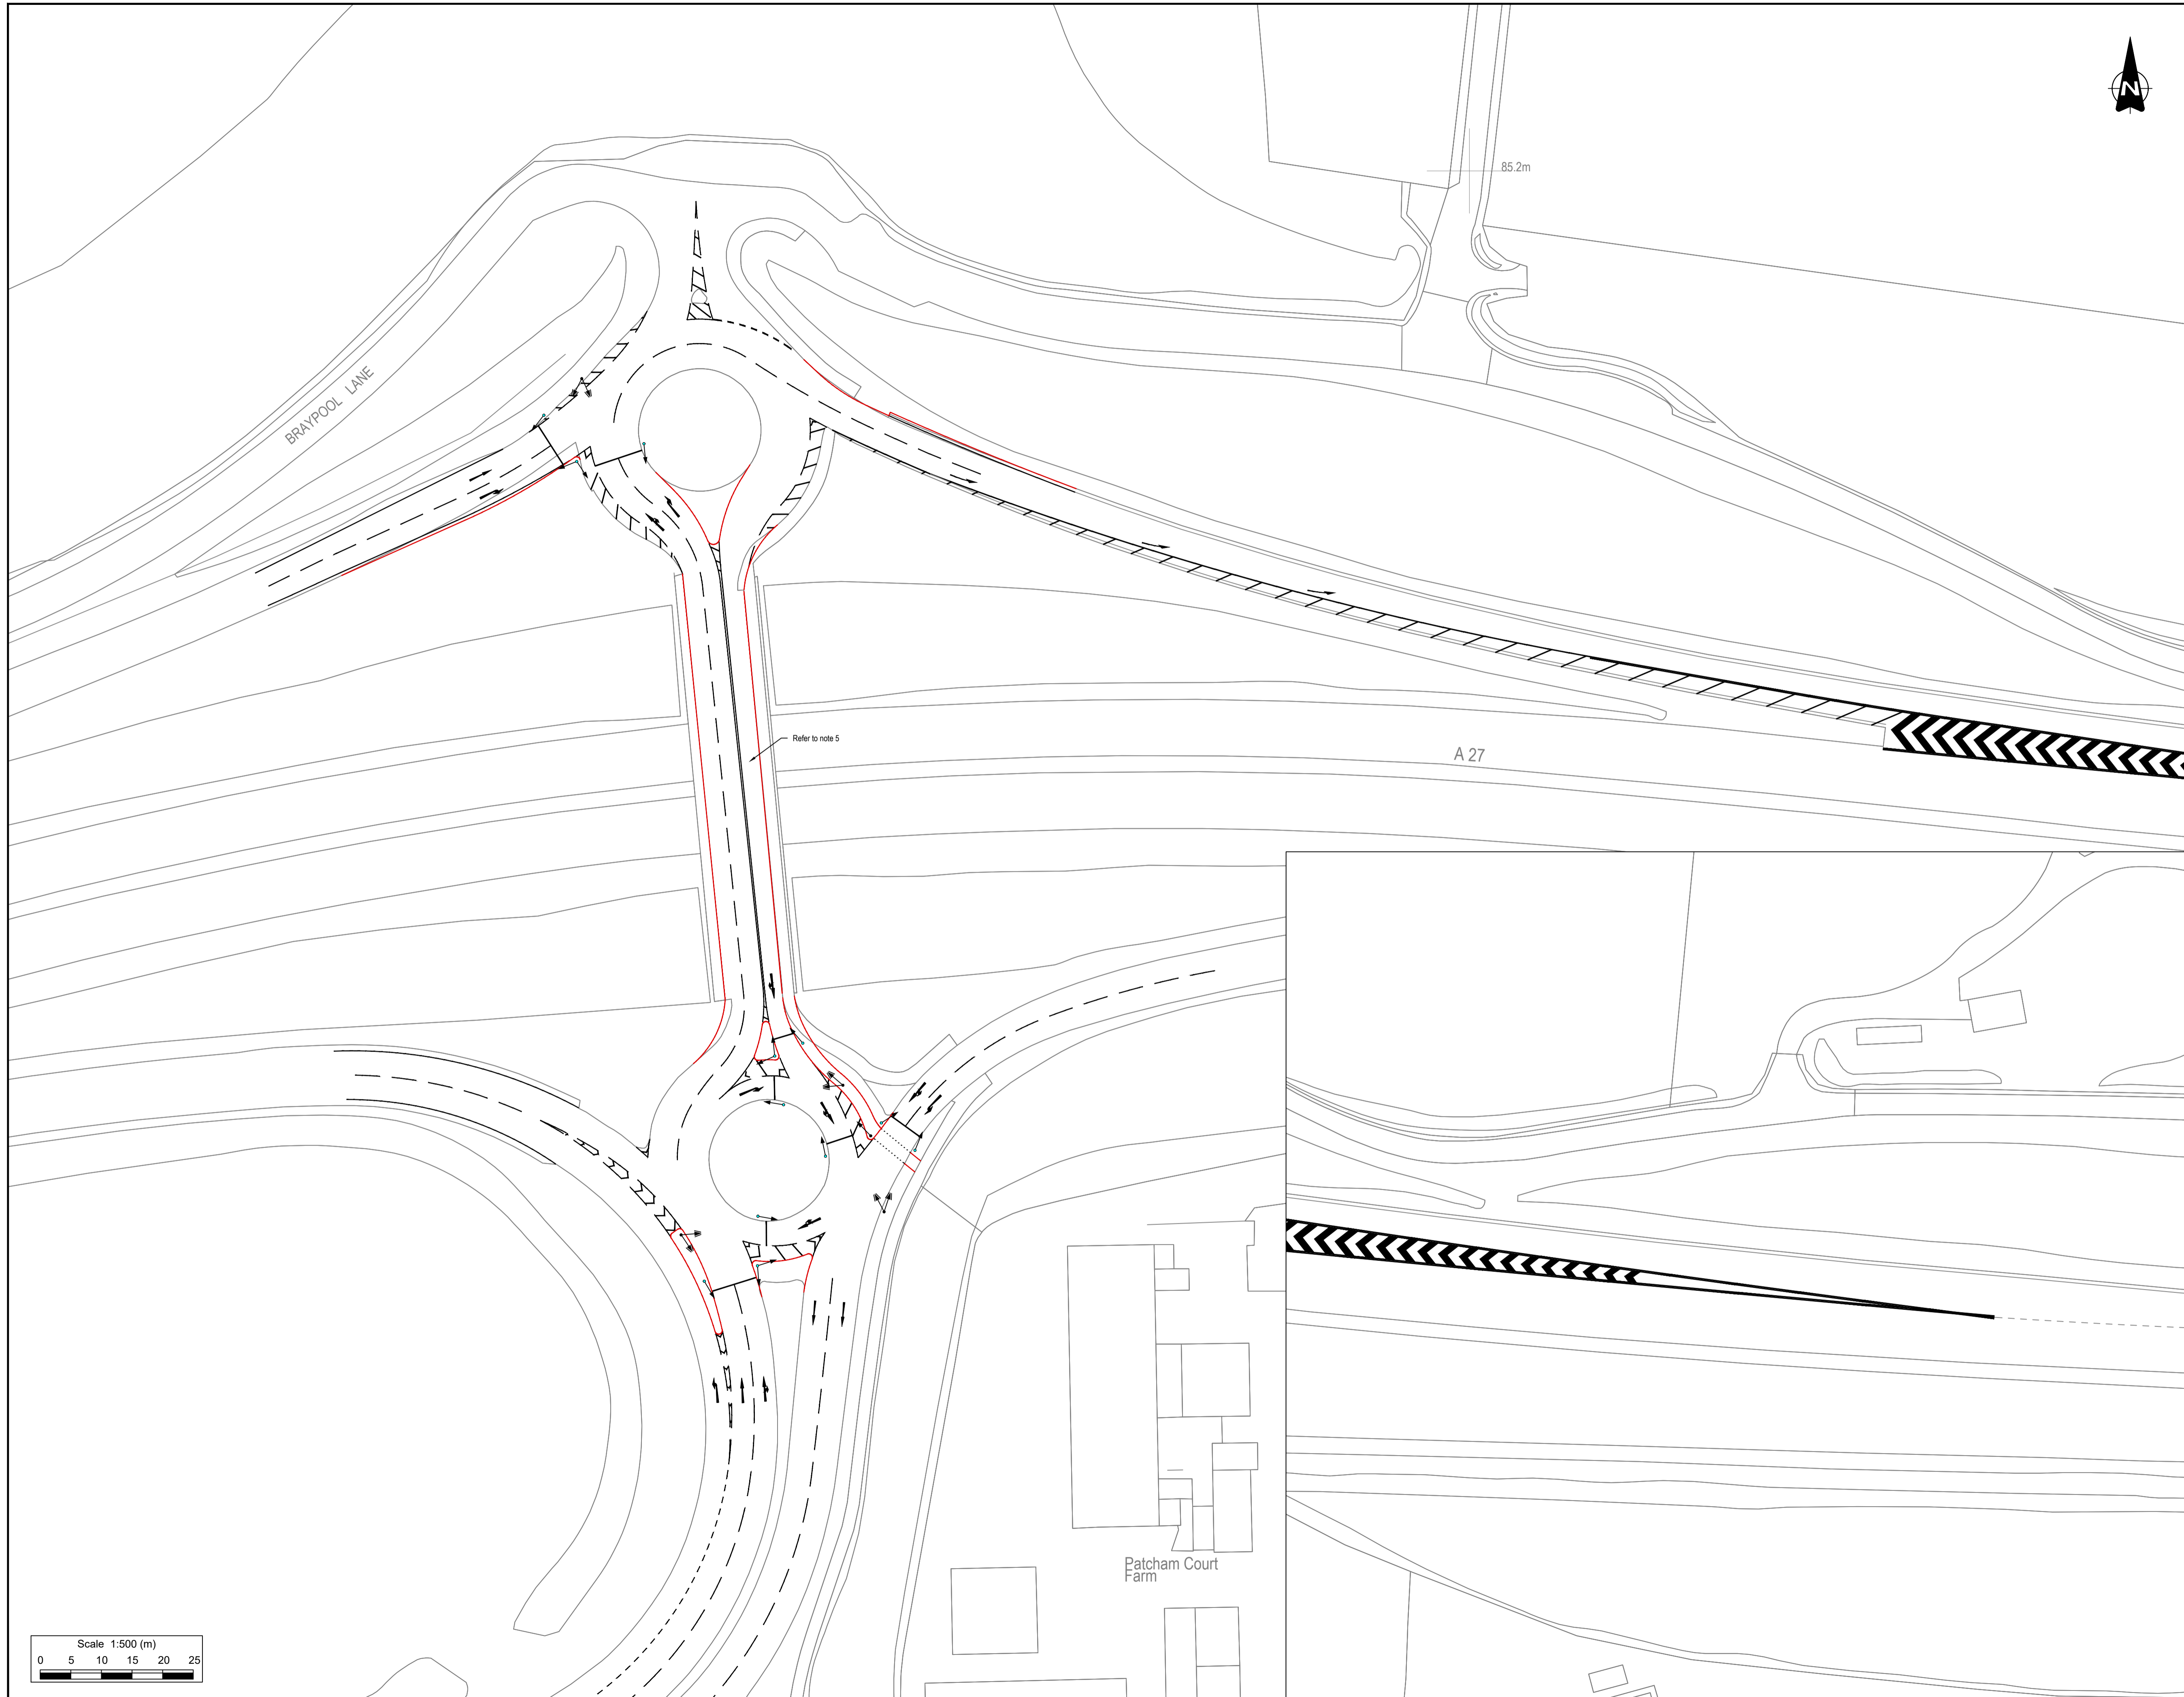 N
85.2m
BRAYPOOL LANE
Refer to note 5
A 27
Patcham Court
Farm
Scale 1:500 (m)
0 5 10 15 20 25